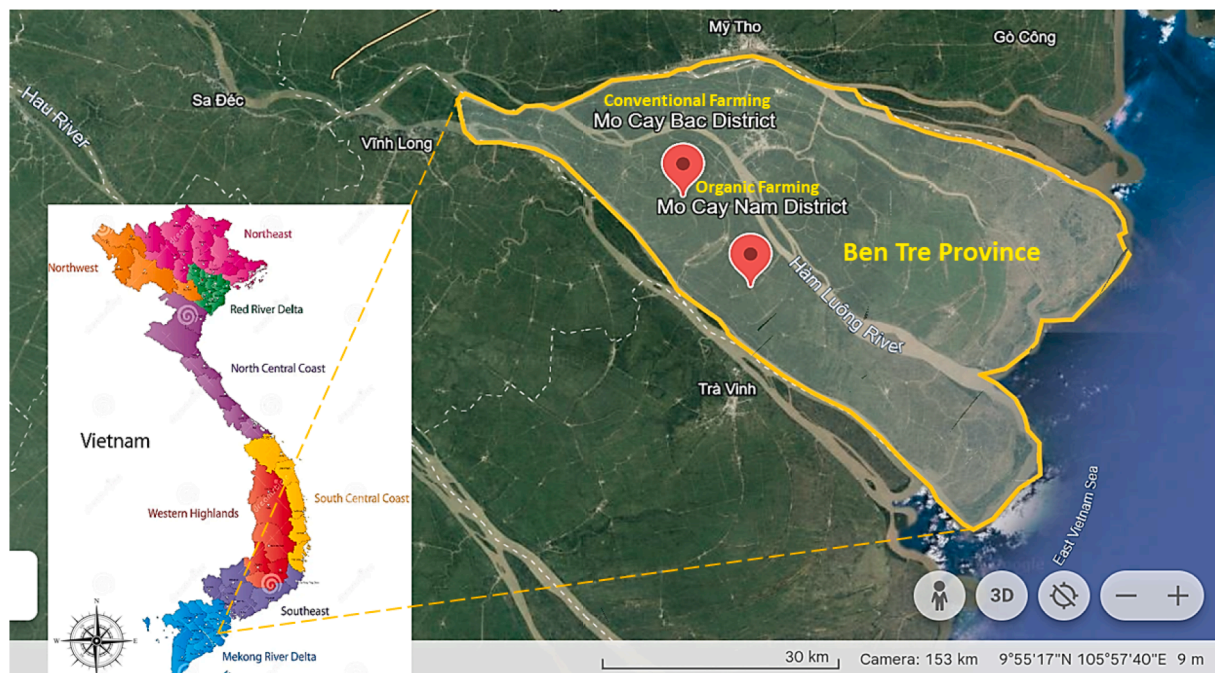 Mỹ Tho
Gò Công
Hau River
Sa Đéc
Conventional Farming
Mo Cay Bac District
Vĩnh Long
Organic Farming
Mo Cay Nam District
Ben Tre Province
Hàm Luông River
Trà Vinh
East Vietnam Sea
Northeast
Northwest
Red River Delta
North Central Coast
Vietnam
South Central Coast
Western Highlands
Southeast
Mekong River Delta
N
W
E
3D
30 km
Camera: 153 km
9°55'17"N 105°57'40"E
9 m